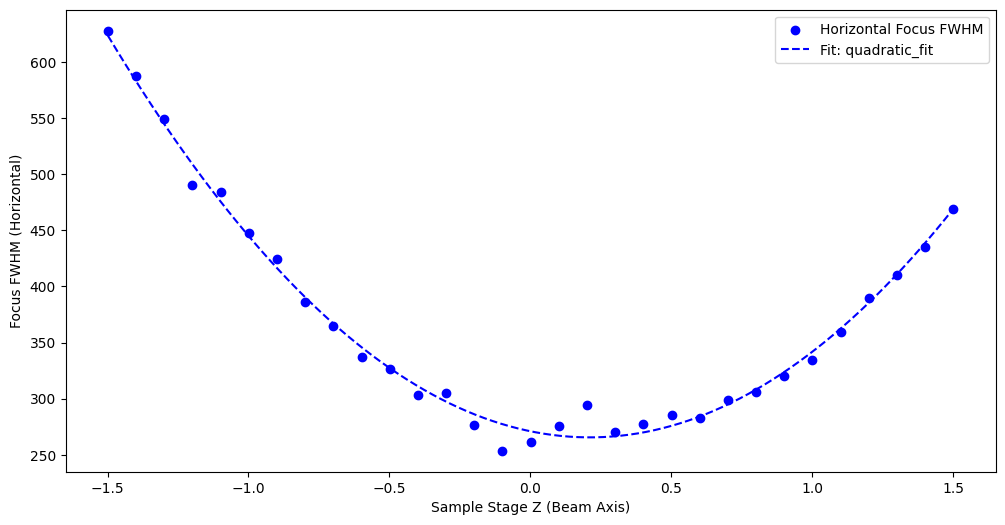 Horizontal Focus FWHM
Fit: quadratic_fit
600
550
500
450
400
350
300
250
Focus FWHM (Horizontal)
−1.5 −1.0 −0.5 0.0 0.5 1.0 1.5
Sample Stage Z (Beam Axis)